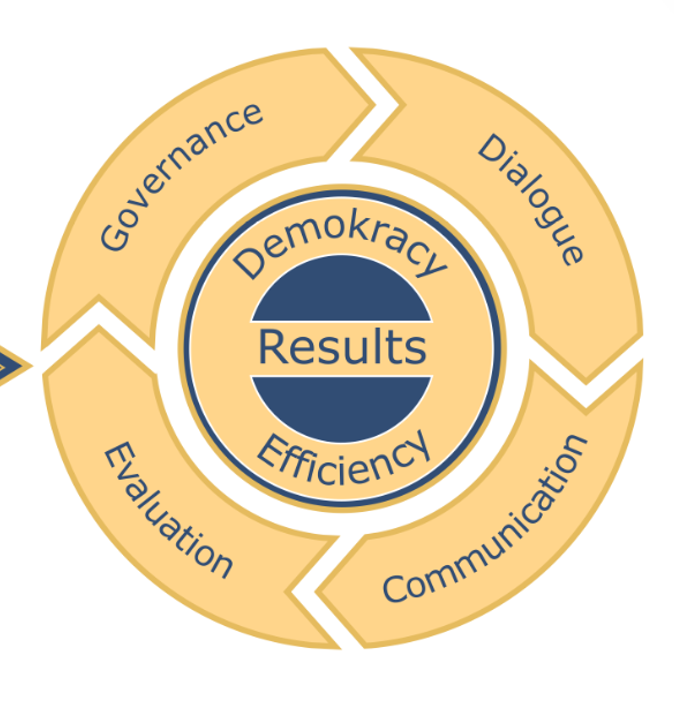 Governance
Dialogue
Demokracy
Results
Efficiency
Evaluation
Communication